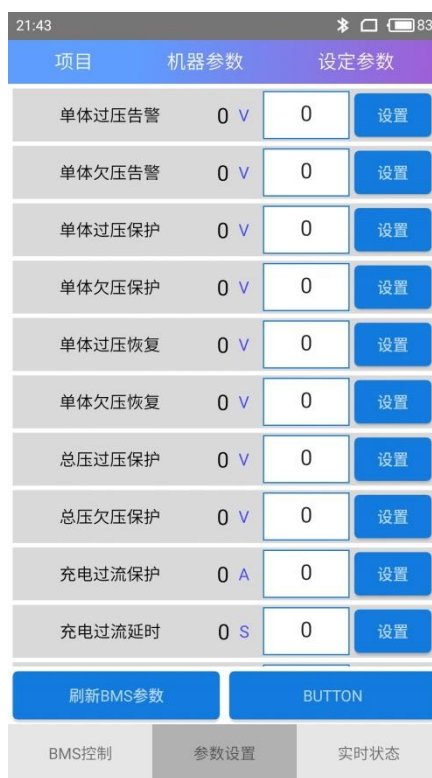 21:43 83
项目 机器参数 设定参数
单体过压告警 0 V 0 设置
单体欠压告警 0 V 0 设置
单体过压保护 0 V 0 设置
单体欠压保护 0 V 0 设置
单体过压恢复 0 V 0 设置
单体欠压恢复 0 V 0 设置
总压过压保护 0 V 0 设置
总压欠压保护 0 V 0 设置
充电过流保护 0 A 0 设置
充电过流延时 0 S 0 设置
刷新BMS参数 BUTTON
BMS控制 参数设置 实时状态